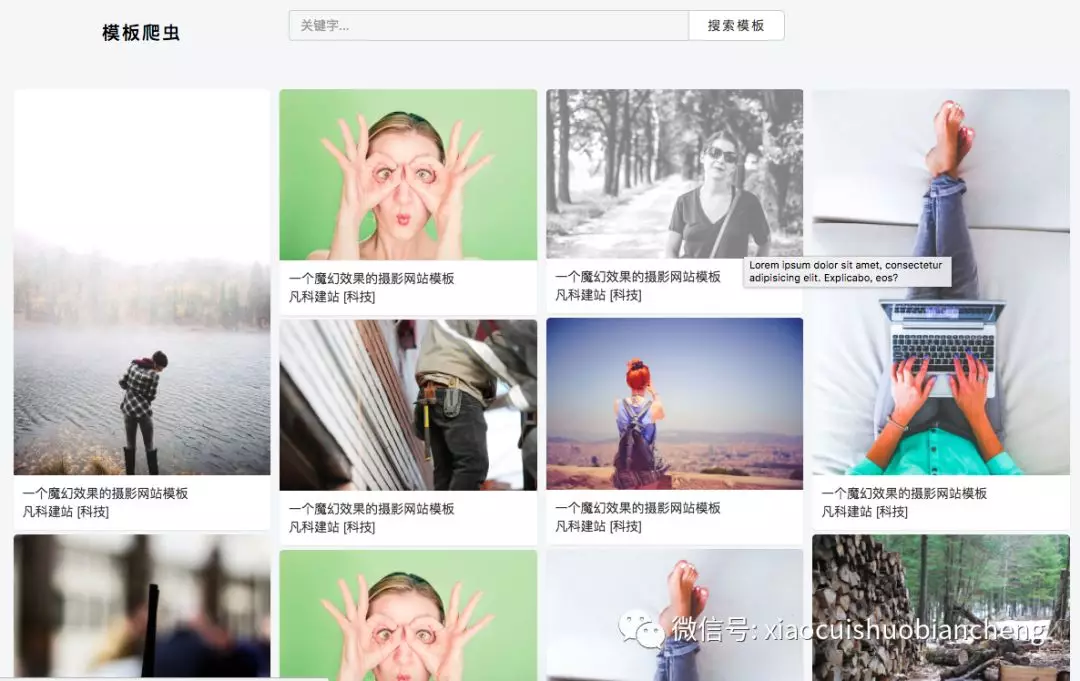 模板爬虫
关键字...
搜索模板
一个魔幻效果的摄影网站模板
凡科建站 [科技]
一个魔幻效果的摄影网站模板
凡科建站 [科技]
Lorem ipsum dolor sit amet, consectetur
adipisicing elit. Explicabo, eos?
一个魔幻效果的摄影网站模板
凡科建站 [科技]
一个魔幻效果的摄影网站模板
凡科建站 [科技]
一个魔幻效果的摄影网站模板
凡科建站 [科技]
一个魔幻效果的摄影网站模板
凡科建站 [科技]
微信号: xiaocuishuobiancheng